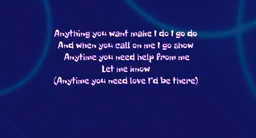 Anything you want make I do I go do
And when you call on me I go show
Anytime you need help from me
Let me know
(Anytime you need love I'd be there)